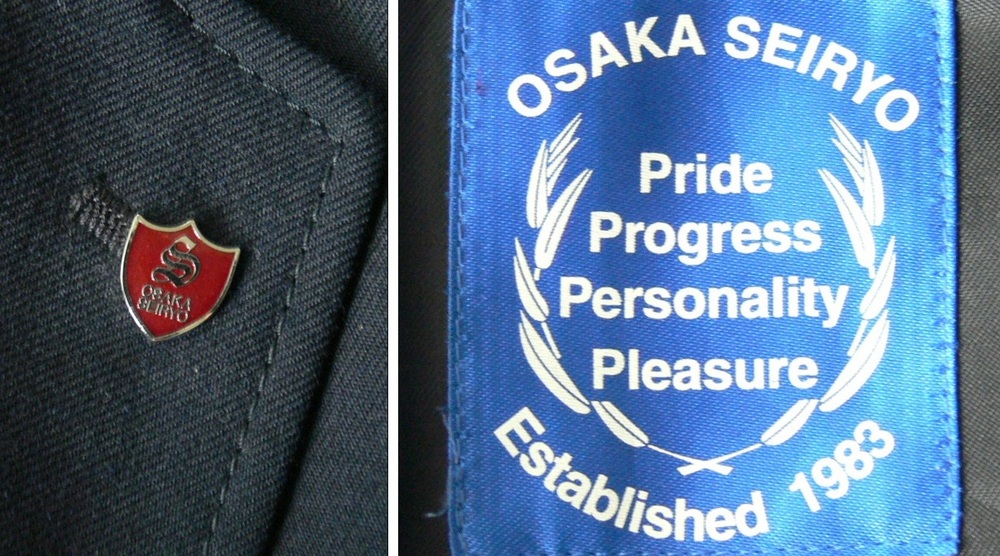 S
OSAKA
SEIRYO
OSAKA SEIRYO
Pride
Progress
Personality
Pleasure
Established 1983